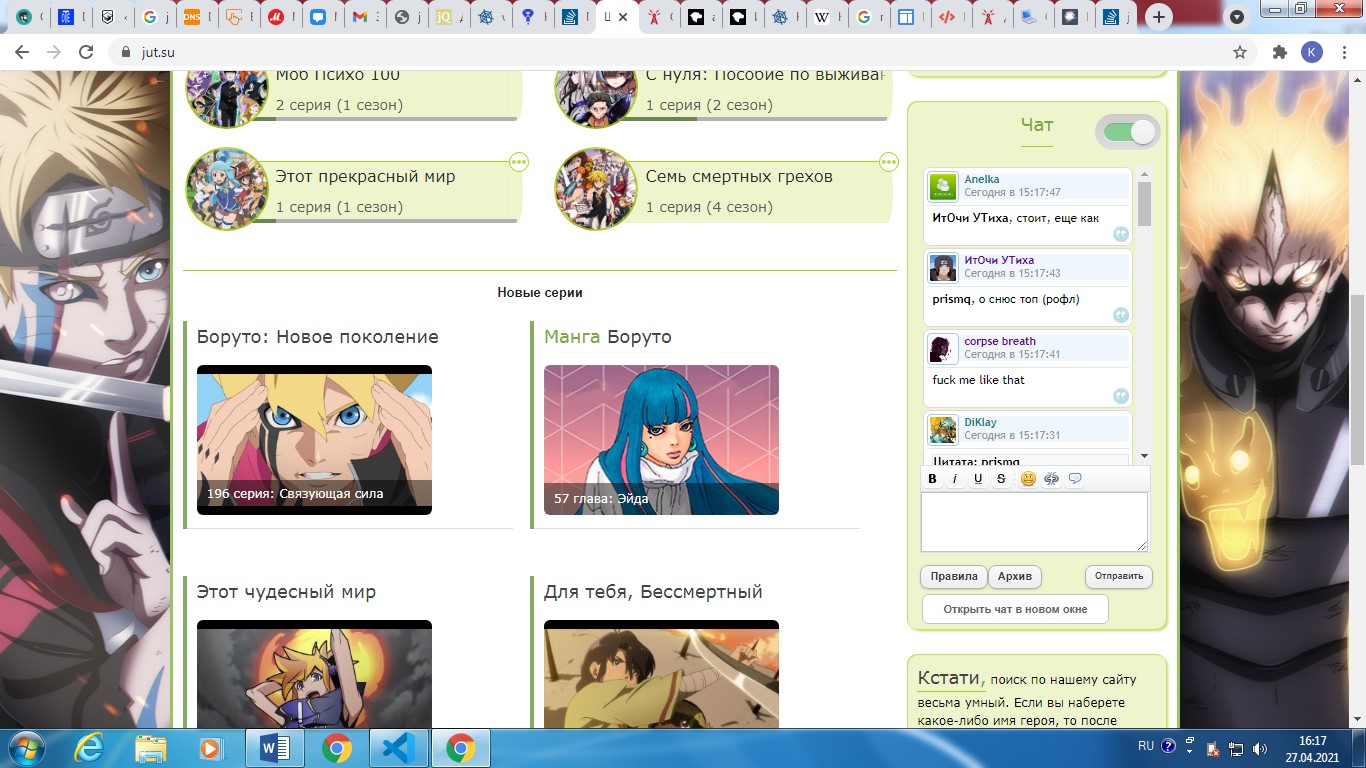 jut.su
K
Моб Психо 100
2 серия (1 сезон)
С нуля: Пособие по выжива
1 серия (2 сезон)
Этот прекрасный мир
1 серия (1 сезон)
Семь смертных грехов
1 серия (4 сезон)
Новые серии
Боруто: Новое поколение
196 серия: Связующая сила
Манга Боруто
57 глава: Эйда
Этот чудесный мир
Для тебя, Бессмертный
Чат
Anelka
Сегодня в 15:17:47
ИтОчи УТиха, стоит, еще как
ИтОчи УТиха
Сегодня в 15:17:43
prismq, о снюс топ (рофл)
corpse breath
Сегодня в 15:17:41
fuck me like that
DiKlay
Сегодня в 15:17:31
Цитата: prismq
B i U S
Правила Архив Отправить
Открыть чат в новом окне
Кстати, поиск по нашему сайту
весьма умный. Если вы наберете
какое-либо имя героя, то после
RU
16:17
27.04.2021